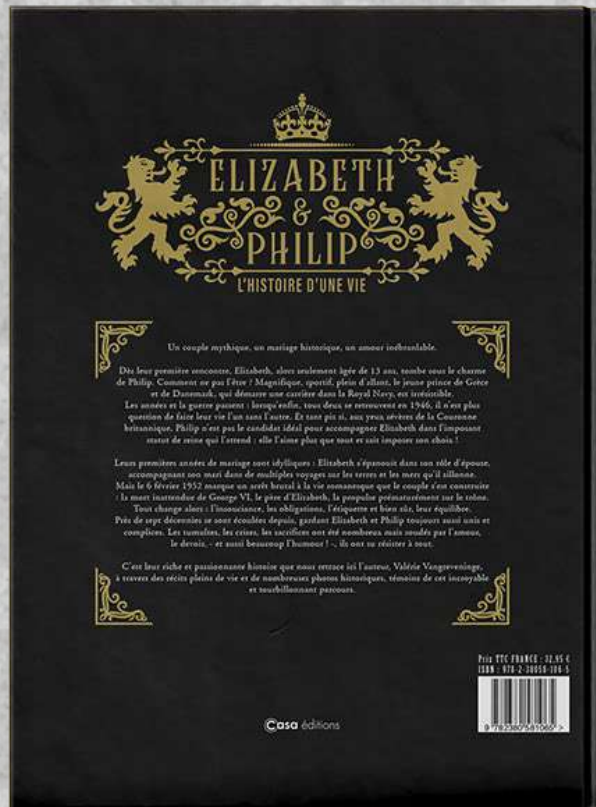 ELIZABETH
&
PHILIP
L'HISTOIRE D'UNE VIE
Un couple mythique, un mariage historique, un amour inébranlable.
Dès leur première rencontre, Elizabeth, alors seulement âgée de 13 ans, tombe sous le charme
de Philip. Comment ne pas l'être ? Magnifique, sportif, plein d'allant, le jeune prince de Grèce
et de Danemark, qui démarre une carrière dans la Royal Navy, est irrésistible.
Les années et la guerre passent : lorsqu'enfin, tous deux se retrouvent en 1946, il n'est plus
question de faire leur vie l'un sans l'autre. Et tant pis si, aux yeux sévères de la Couronne
britannique, Philip n'est pas le candidat idéal pour accompagner Elizabeth dans l'imposant
statut de reine qui l'attend : elle l'aime plus que tout et sait imposer son choix !
Leurs premières années de mariage sont idylliques : Elizabeth s'épanouit dans son rôle d'épouse,
accompagnant son mari dans de multiples voyages sur les terres et les mers qu'il sillonne.
Mais le 6 février 1952 marque un arrêt brutal à la vie romanesque que le couple s'est construite
: la mort inattendue de George VI, le père d'Elizabeth, la propulse prématurément sur le trône.
Tout change alors : l'insouciance, les obligations, l'étiquette et bien sûr, leur équilibre.
Près de sept décennies se sont écoulées depuis, gardant Elizabeth et Philip toujours aussi unis et
complices. Les tumultes, les crises, les sacrifices ont été nombreux mais soudés par l'amour,
le devoir, - et aussi beaucoup l'humour ! -, ils ont su résister à tout.
C'est leur riche et passionnante histoire que nous retrace ici l'auteur, Valérie Vangreveninge,
à travers des récits pleins de vie et de nombreuses photos historiques, témoins de cet incroyable
et tourbillonnant parcours.
Prix TTC FRANCE : 32,95 €
ISBN : 978-2-38058-106-5
9 782380 581065 >
Casa éditions